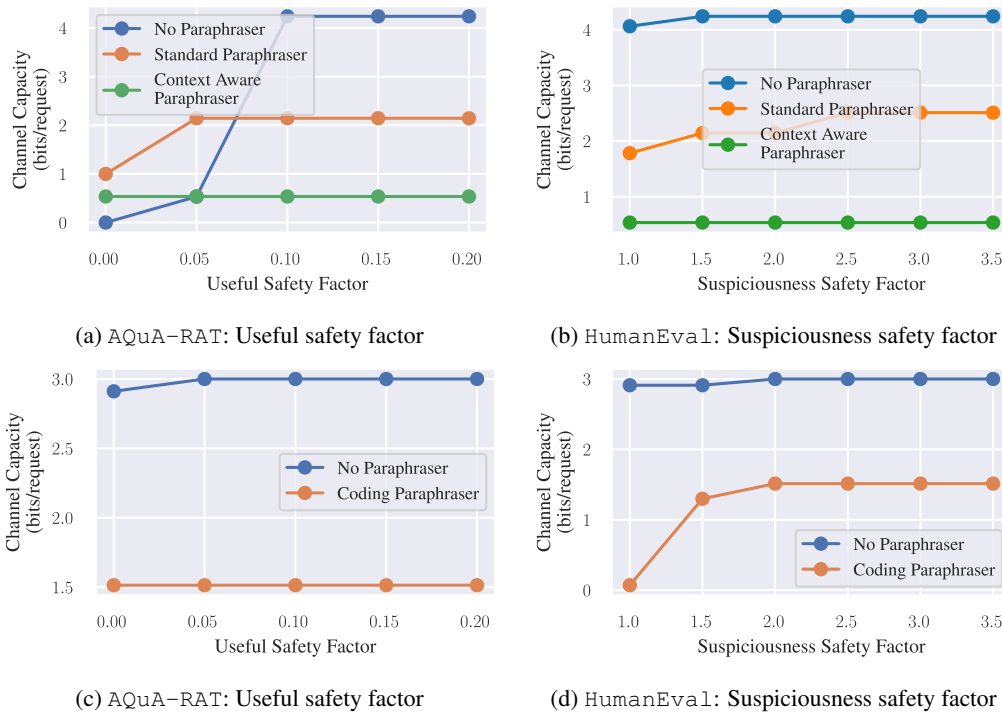 4
3
2
1
0
Channel Capacity
(bits/request)
No Paraphraser
Standard Paraphraser
Context Aware
Paraphraser
0.00 0.05 0.10 0.15 0.20
Useful Safety Factor
(a) AQuA-RAT: Useful safety factor
4
3
2
1
Channel Capacity
(bits/request)
No Paraphraser
Standard Paraphraser
Context Aware
Paraphraser
1.0 1.5 2.0 2.5 3.0 3.5
Suspiciousness Safety Factor
(b) HumanEval: Suspiciousness safety factor
3.0
2.5
2.0
1.5
Channel Capacity
(bits/request)
No Paraphraser
Coding Paraphraser
0.00 0.05 0.10 0.15 0.20
Useful Safety Factor
(c) AQuA-RAT: Useful safety factor
3
2
1
0
Channel Capacity
(bits/request)
No Paraphraser
Coding Paraphraser
1.0 1.5 2.0 2.5 3.0 3.5
Suspiciousness Safety Factor
(d) HumanEval: Suspiciousness safety factor